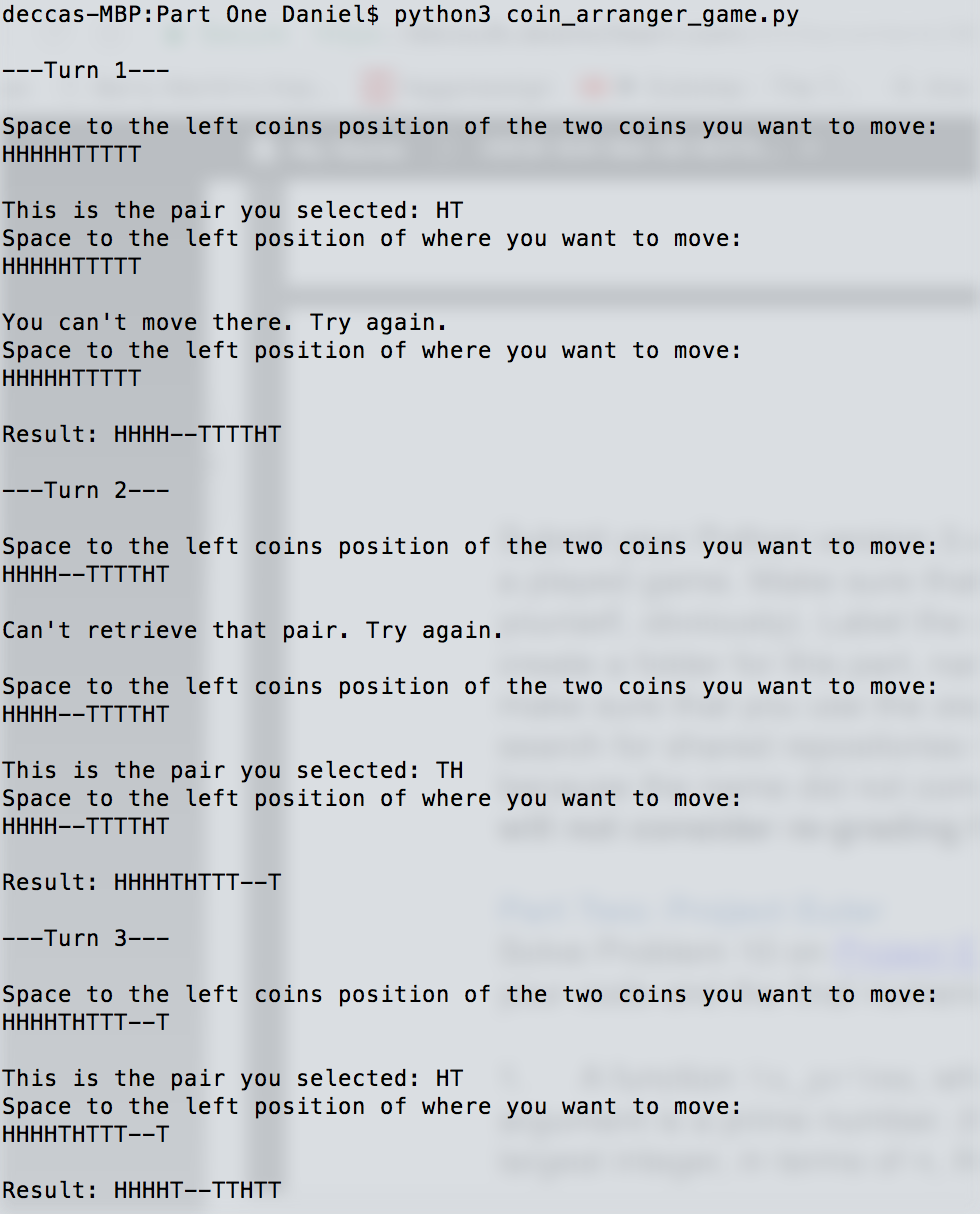 deccas-MBP:Part One Daniel$ python3 coin_arranger_game.py
---Turn 1---
Space to the left coins position of the two coins you want to move:
HHHHHTTTTT
This is the pair you selected: HT
Space to the left position of where you want to move:
HHHHHTTTTT
You can't move there. Try again.
Space to the left position of where you want to move:
HHHHHTTTTT
Result: HHHH--TTTTHT
---Turn 2---
Space to the left coins position of the two coins you want to move:
HHHH--TTTTHT
Can't retrieve that pair. Try again.
Space to the left coins position of the two coins you want to move:
HHHH--TTTTHT
This is the pair you selected: TH
Space to the left position of where you want to move:
HHHH--TTTTHT
Result: HHHHTHTTT--T
---Turn 3---
Space to the left coins position of the two coins you want to move:
HHHHTHTTT--T
This is the pair you selected: HT
Space to the left position of where you want to move:
HHHHTHTTT--T
Result: HHHHT--TTHTT